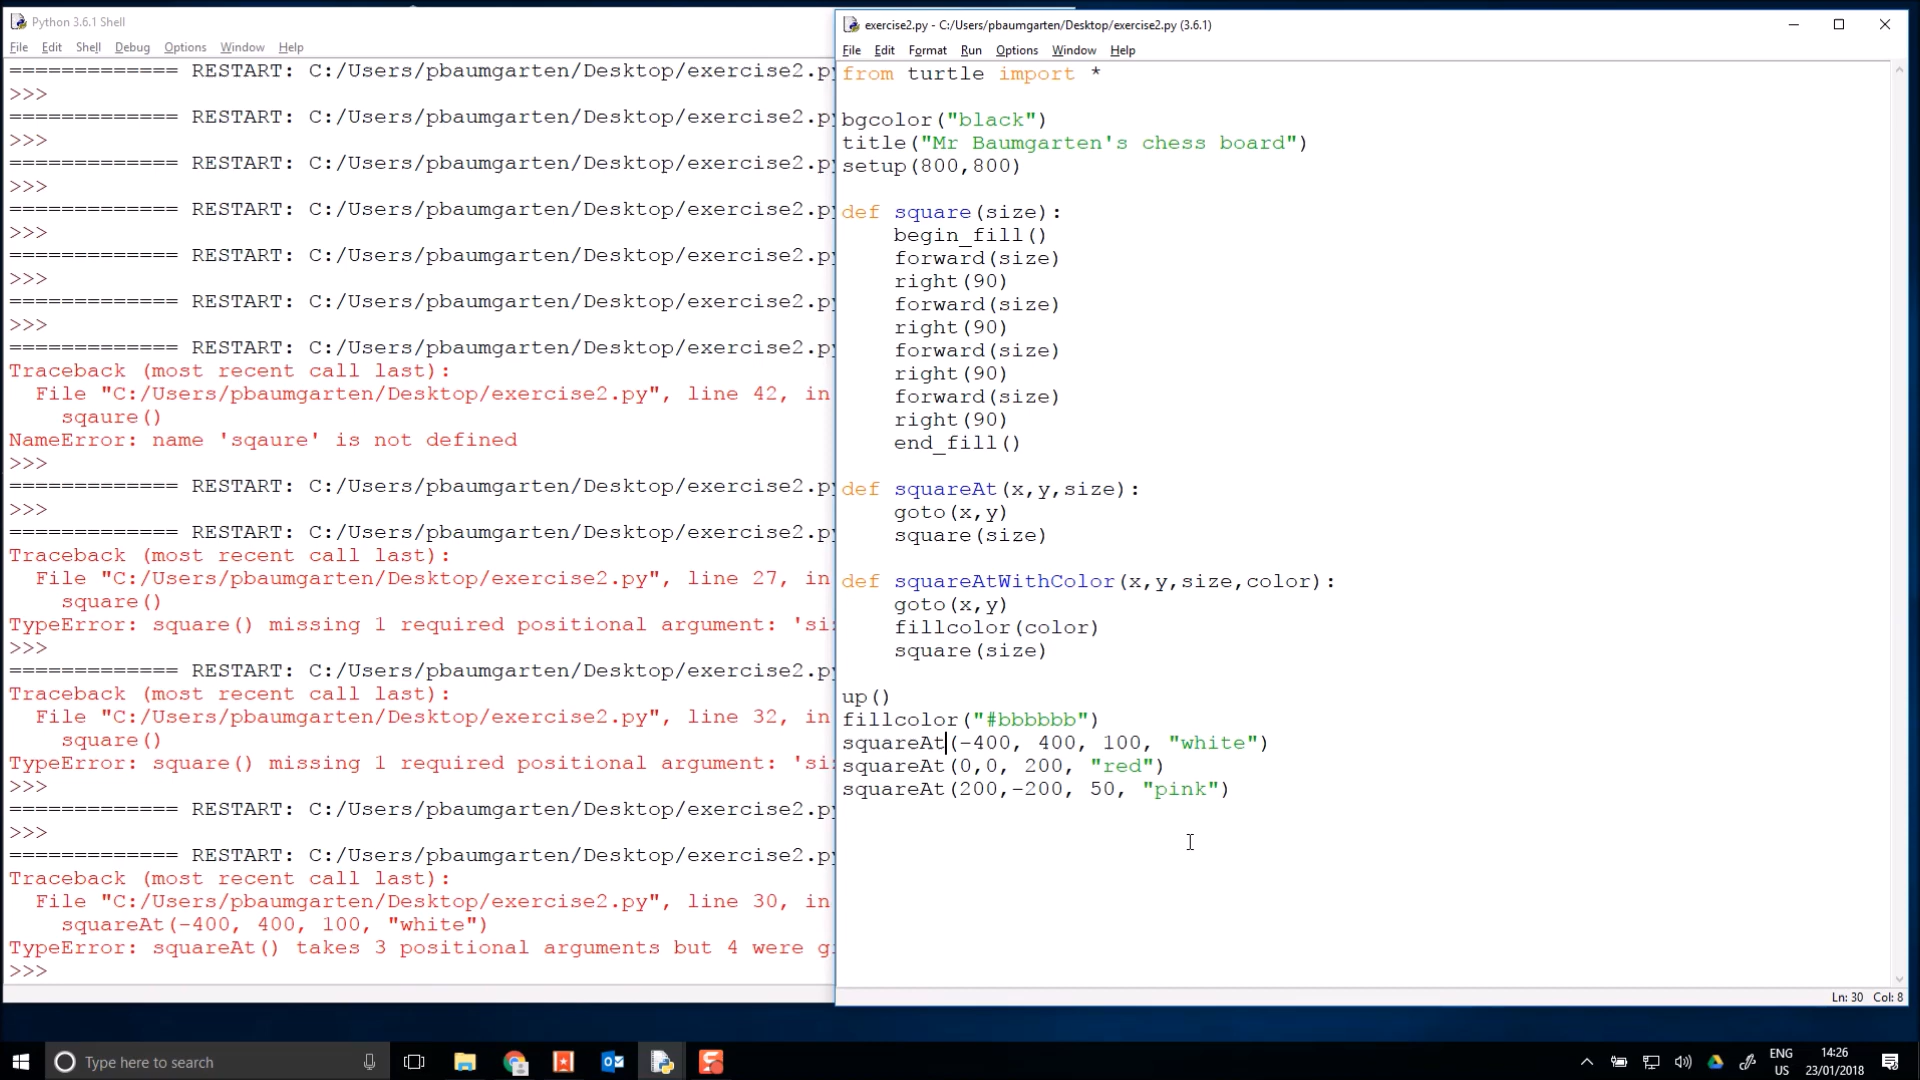 Python 3.6.1 Shell
File Edit Shell Debug Options Window Help
============= RESTART: C:/Users/pbaumgarten/Desktop/exercise2.py
>>>
============= RESTART: C:/Users/pbaumgarten/Desktop/exercise2.py
>>>
============= RESTART: C:/Users/pbaumgarten/Desktop/exercise2.py
>>>
============= RESTART: C:/Users/pbaumgarten/Desktop/exercise2.py
>>>
============= RESTART: C:/Users/pbaumgarten/Desktop/exercise2.py
>>>
============= RESTART: C:/Users/pbaumgarten/Desktop/exercise2.py
>>>
============= RESTART: C:/Users/pbaumgarten/Desktop/exercise2.py
Traceback (most recent call last):
File "C:/Users/pbaumgarten/Desktop/exercise2.py", line 42, in
sqaure()
NameError: name 'sqaure' is not defined
>>>
============= RESTART: C:/Users/pbaumgarten/Desktop/exercise2.py
>>>
============= RESTART: C:/Users/pbaumgarten/Desktop/exercise2.py
Traceback (most recent call last):
File "C:/Users/pbaumgarten/Desktop/exercise2.py", line 27, in
square()
TypeError: square() missing 1 required positional argument: 'si
>>>
============= RESTART: C:/Users/pbaumgarten/Desktop/exercise2.py
Traceback (most recent call last):
File "C:/Users/pbaumgarten/Desktop/exercise2.py", line 32, in
square()
TypeError: square() missing 1 required positional argument: 'si
>>>
============= RESTART: C:/Users/pbaumgarten/Desktop/exercise2.py
>>>
============= RESTART: C:/Users/pbaumgarten/Desktop/exercise2.py
Traceback (most recent call last):
File "C:/Users/pbaumgarten/Desktop/exercise2.py", line 30, in
squareAt(-400, 400, 100, "white")
TypeError: squareAt() takes 3 positional arguments but 4 were g
>>>
exercise2.py - C:/Users/pbaumgarten/Desktop/exercise2.py (3.6.1)
File Edit Format Run Options Window Help
from turtle import *
bgcolor("black")
title("Mr Baumgarten's chess board")
setup(800,800)
def square(size):
begin_fill()
forward(size)
right(90)
forward(size)
right(90)
forward(size)
right(90)
forward(size)
right(90)
end_fill()
def squareAt(x,y,size):
goto(x,y)
square(size)
def squareAtWithColor(x,y,size,color):
goto(x,y)
fillcolor(color)
square(size)
up()
fillcolor("#bbbbbb")
squareAt(-400, 400, 100, "white")
squareAt(0,0, 200, "red")
squareAt(200,-200, 50, "pink")
Ln: 30 Col: 8
Type here to search
ENG
US
14:26
23/01/2018